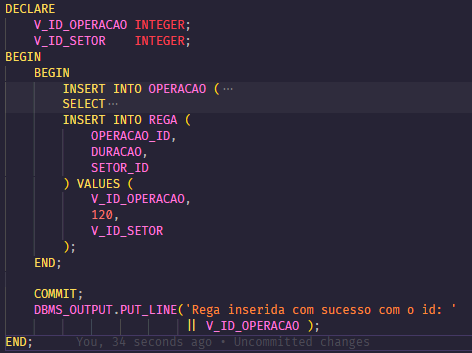 DECLARE
V_ID_OPERACAO INTEGER;
V_ID_SETOR    INTEGER;
BEGIN
BEGIN
INSERT INTO OPERACAO ( ⋯
SELECT ⋯
INSERT INTO REGA (
OPERACAO_ID,
DURACAO,
SETOR_ID
) VALUES (
V_ID_OPERACAO,
120,
V_ID_SETOR
);
END;
COMMIT;
DBMS_OUTPUT.PUT_LINE('Rega inserida com sucesso com o id: '
|| V_ID_OPERACAO );
END;    You, 34 seconds ago • Uncommitted changes